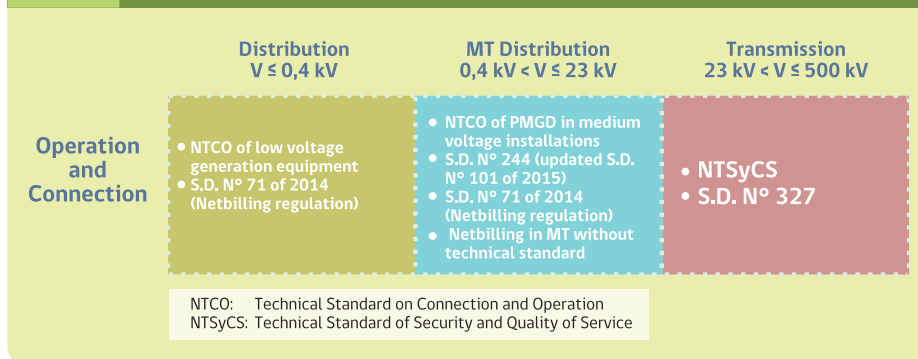 Distribution
V ≤ 0,4 kV
MT Distribution
0,4 kV < V ≤ 23 kV
Transmission
23 kV < V ≤ 500 kV
Operation
and
Connection
• NTCO of low voltage
generation equipment
• S.D. N° 71 of 2014
(Netbilling regulation)
• NTCO of PMGD in medium
voltage installations
• S.D. N° 244 (updated S.D.
N° 101 of 2015)
• S.D. N° 71 of 2014
(Netbilling regulation)
• Netbilling in MT without
technical standard
• NTSyCS
• S.D. N° 327
NTCO: Technical Standard on Connection and Operation
NTSyCS: Technical Standard of Security and Quality of Service